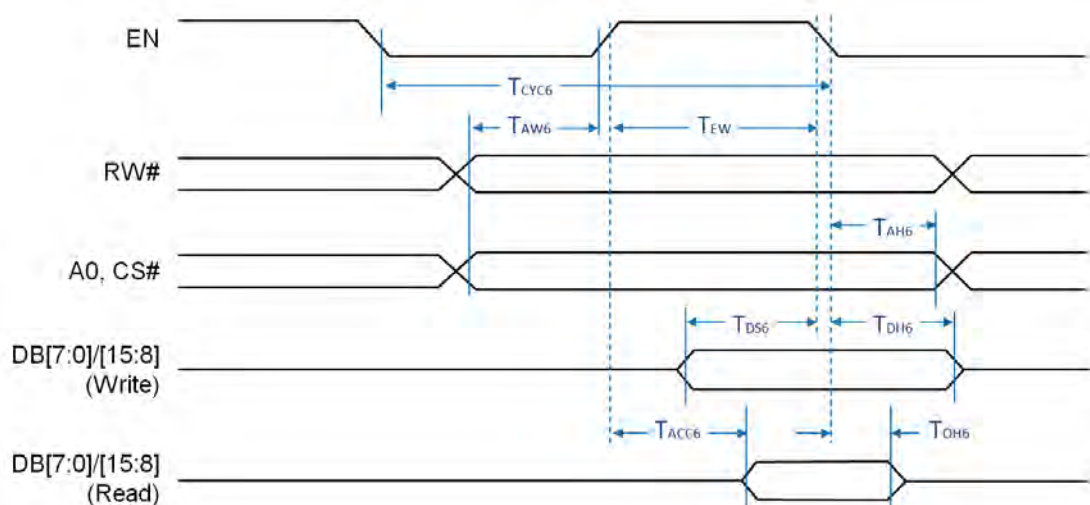 EN
TCYC6
TAW6 TEW
RW#
TAH6
A0, CS#
TDS6 TDH6
DB[7:0]/[15:8]
(Write)
TACC6 TOH6
DB[7:0]/[15:8]
(Read)